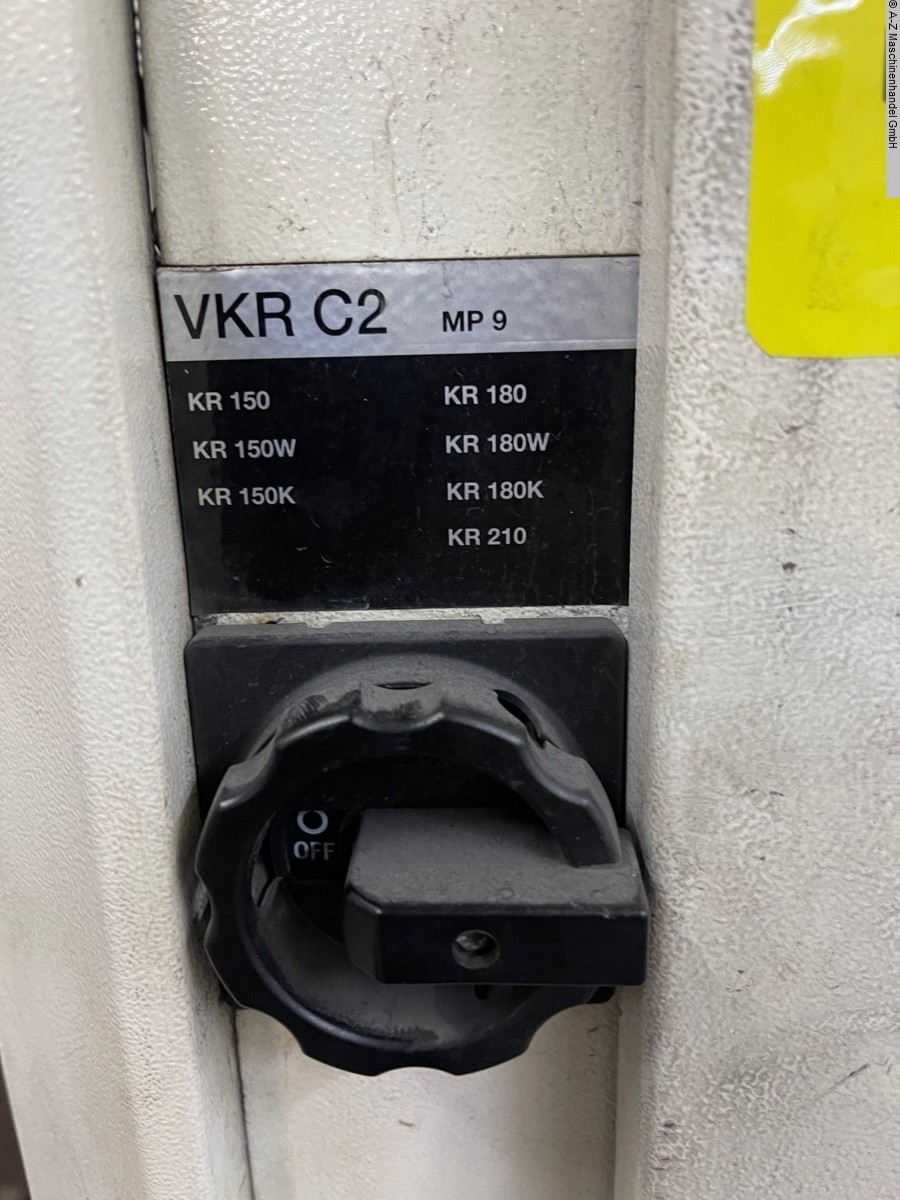 ® A-Z Maschinenhandel GmbH
VKR C2 MP 9
KR 150 KR 180
KR 150W KR 180W
KR 150K KR 180K
KR 210
O
OFF